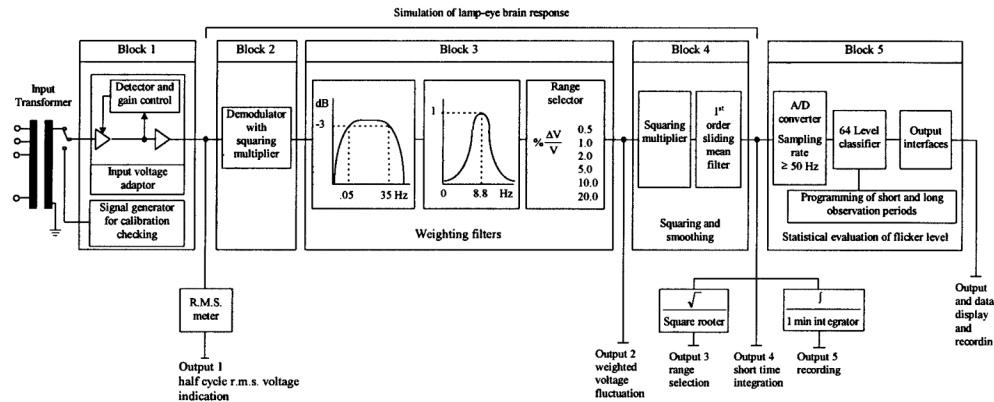 Simulation of lamp-eye brain response
Block 1
Block 2
Block 3
Block 4
Block 5
Input
Transformer
Detector and
gain control
Input voltage
adaptor
Signal generator
for calibration
checking
Demodulator
with
squaring
multiplier
dB
-3
.05
35 Hz
1
0
8.8
Hz
Range
selector
% ΔV
V
0.5
1.0
2.0
5.0
10.0
20.0
Weighting filters
Squaring
multiplier
1st
order
sliding
mean
filter
Squaring and
smoothing
A/D
converter
Sampling
rate
≥ 50 Hz
64 Level
classifier
Output
interfaces
Programming of short and long
observation periods
Statistical evaluation of flicker level
R.M.S.
meter
√
Square rooter
∫
1 min integrator
Output 1
half cycle r.m.s. voltage
indication
Output 2
weighted
voltage
fluctuation
Output 3
range
selection
Output 4
short time
integration
Output 5
recording
Output
and data
display
and
recordin